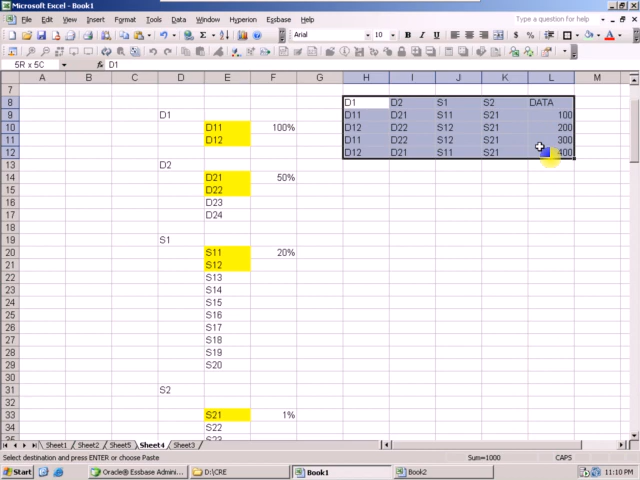 Microsoft Excel - Book1
File Edit View Insert Format Tools Data Window Hyperion Essbase Help Type a question for help
Arial 10 B I U $ % A
5R x 5C D1
A B C D E F G H I J K L M
7
8 D1 D2 S1 S2 DATA
9 D1 D11 D21 S11 S21 100
10 D11 100% D12 D22 S12 S21 200
11 D12 D11 D22 S12 S21 300
12 D12 D21 S11 S21 400
13 D2
14 D21 50%
15 D22
16 D23
17 D24
18
19 S1
20 S11 20%
21 S12
22 S13
23 S14
24 S15
25 S16
26 S17
27 S18
28 S19
29 S20
30
31 S2
32
33 S21 1%
34 S22
Sheet1 Sheet2 Sheet5 Sheet4 Sheet3
Select destination and press ENTER or choose Paste Sum=1000 CAPS
Start Oracle® Essbase Admini... D:\CRE Book1 Book2 11:10 PM